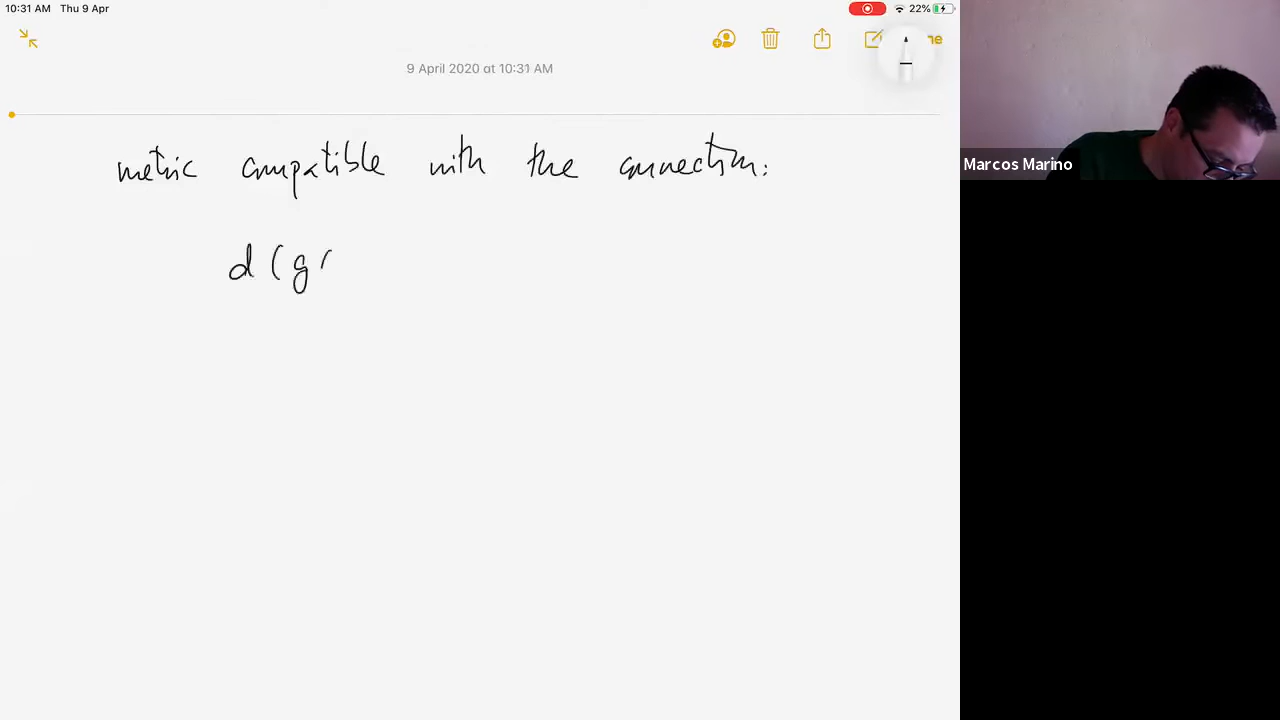 10:31 AM Thu 9 Apr
22%
9 April 2020 at 10:31 AM
metric compatible with the connection:
d(g(
Marcos Marino